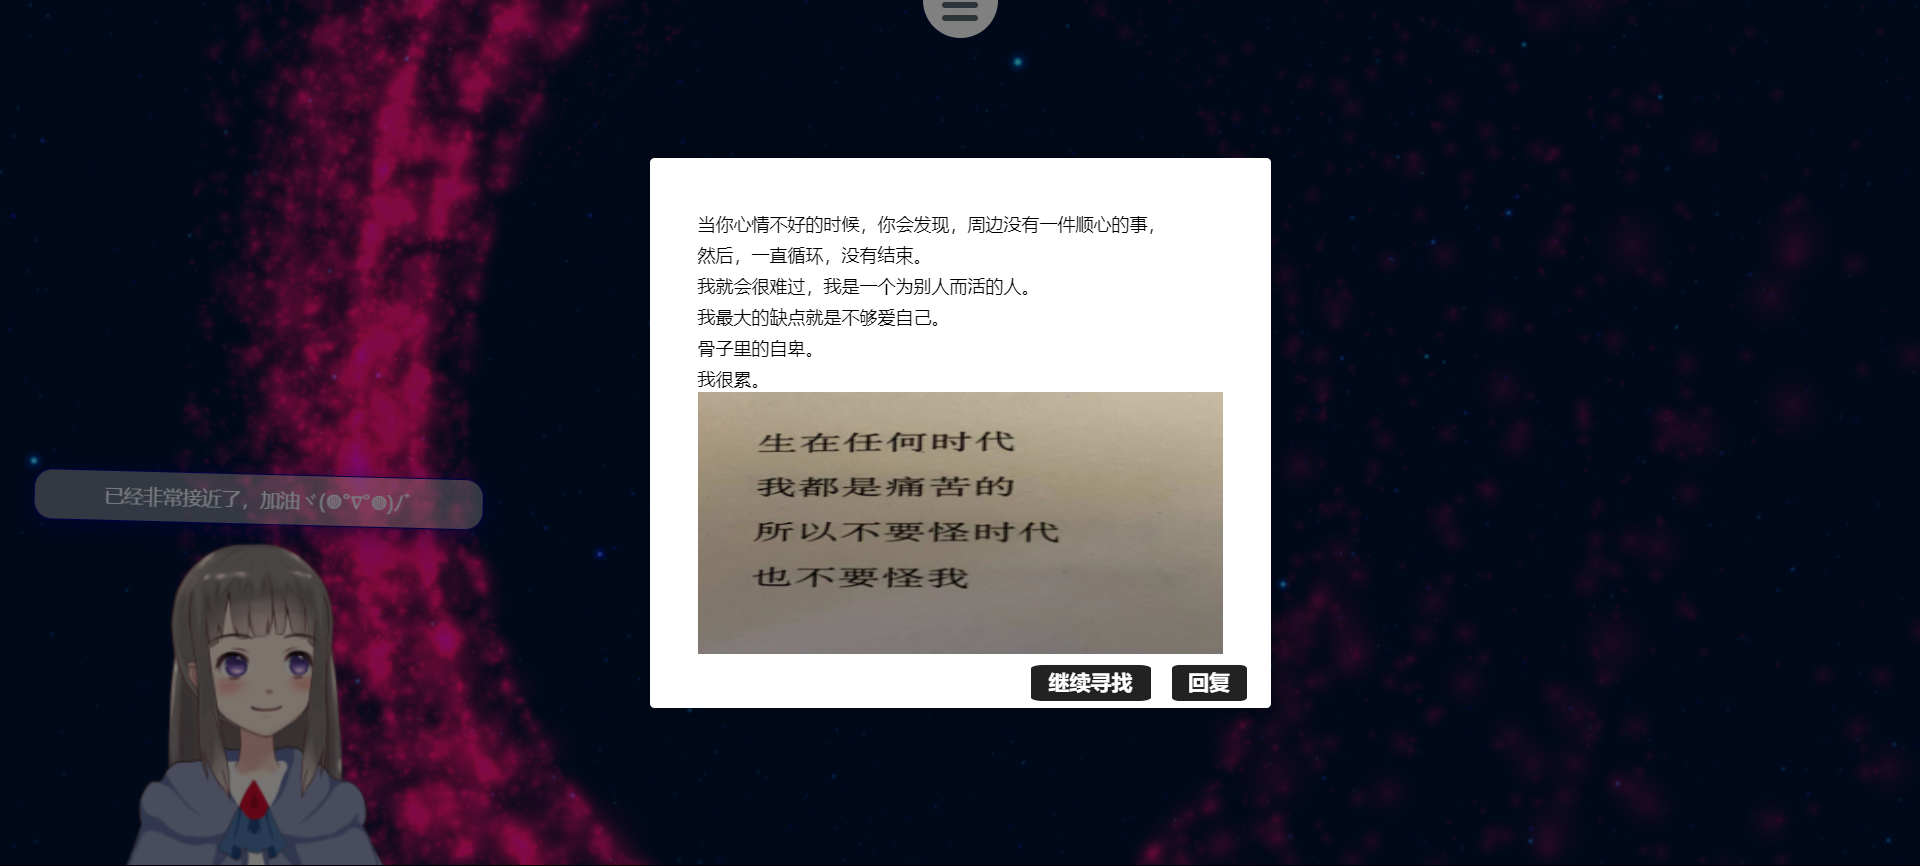 当你心情不好的时候，你会发现，周边没有一件顺心的事，
然后，一直循环，没有结束。
我就会很难过，我是一个为别人而活的人。
我最大的缺点就是不够爱自己。
骨子里的自卑。
我很累。
生在任何时代
我都是痛苦的
所以不要怪时代
也不要怪我
已经非常接近了，加油ヾ(◍°∇°◍)ﾉﾞ
继续寻找
回复